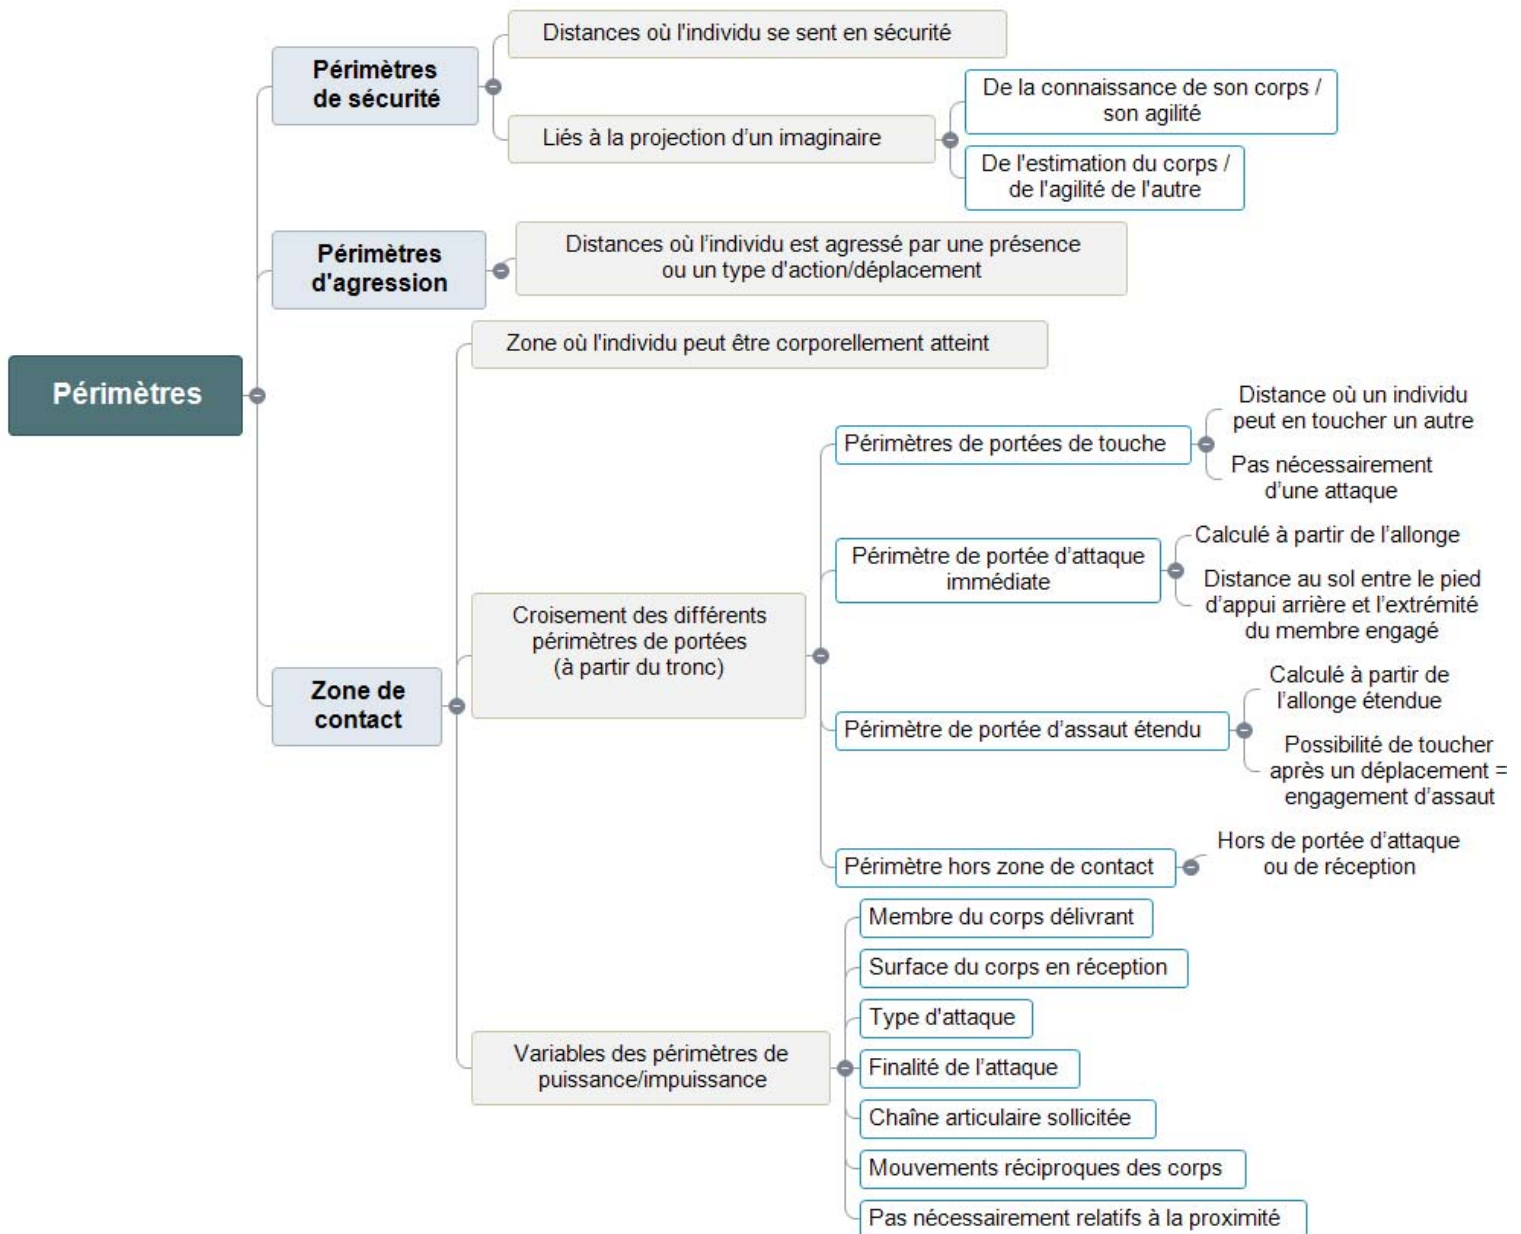 Périmètres
Périmètres
de sécurité
Distances où l'individu se sent en sécurité
Liés à la projection d’un imaginaire
De la connaissance de son corps /
son agilité
De l'estimation du corps /
de l'agilité de l'autre
Périmètres
d'agression
Distances où l’individu est agressé par une présence
ou un type d'action/déplacement
Zone de
contact
Zone où l'individu peut être corporellement atteint
Croisement des différents
périmètres de portées
(à partir du tronc)
Périmètres de portées de touche
Distance où un individu
peut en toucher un autre
Pas nécessairement
d’une attaque
Périmètre de portée d’attaque
immédiate
Calculé à partir de l’allonge
Distance au sol entre le pied
d’appui arrière et l’extrémité
du membre engagé
Périmètre de portée d’assaut étendu
Calculé à partir de
l’allonge étendue
Possibilité de toucher
après un déplacement =
engagement d’assaut
Périmètre hors zone de contact
Hors de portée d’attaque
ou de réception
Variables des périmètres de
puissance/impuissance
Membre du corps délivrant
Surface du corps en réception
Type d'attaque
Finalité de l’attaque
Chaîne articulaire sollicitée
Mouvements réciproques des corps
Pas nécessairement relatifs à la proximité